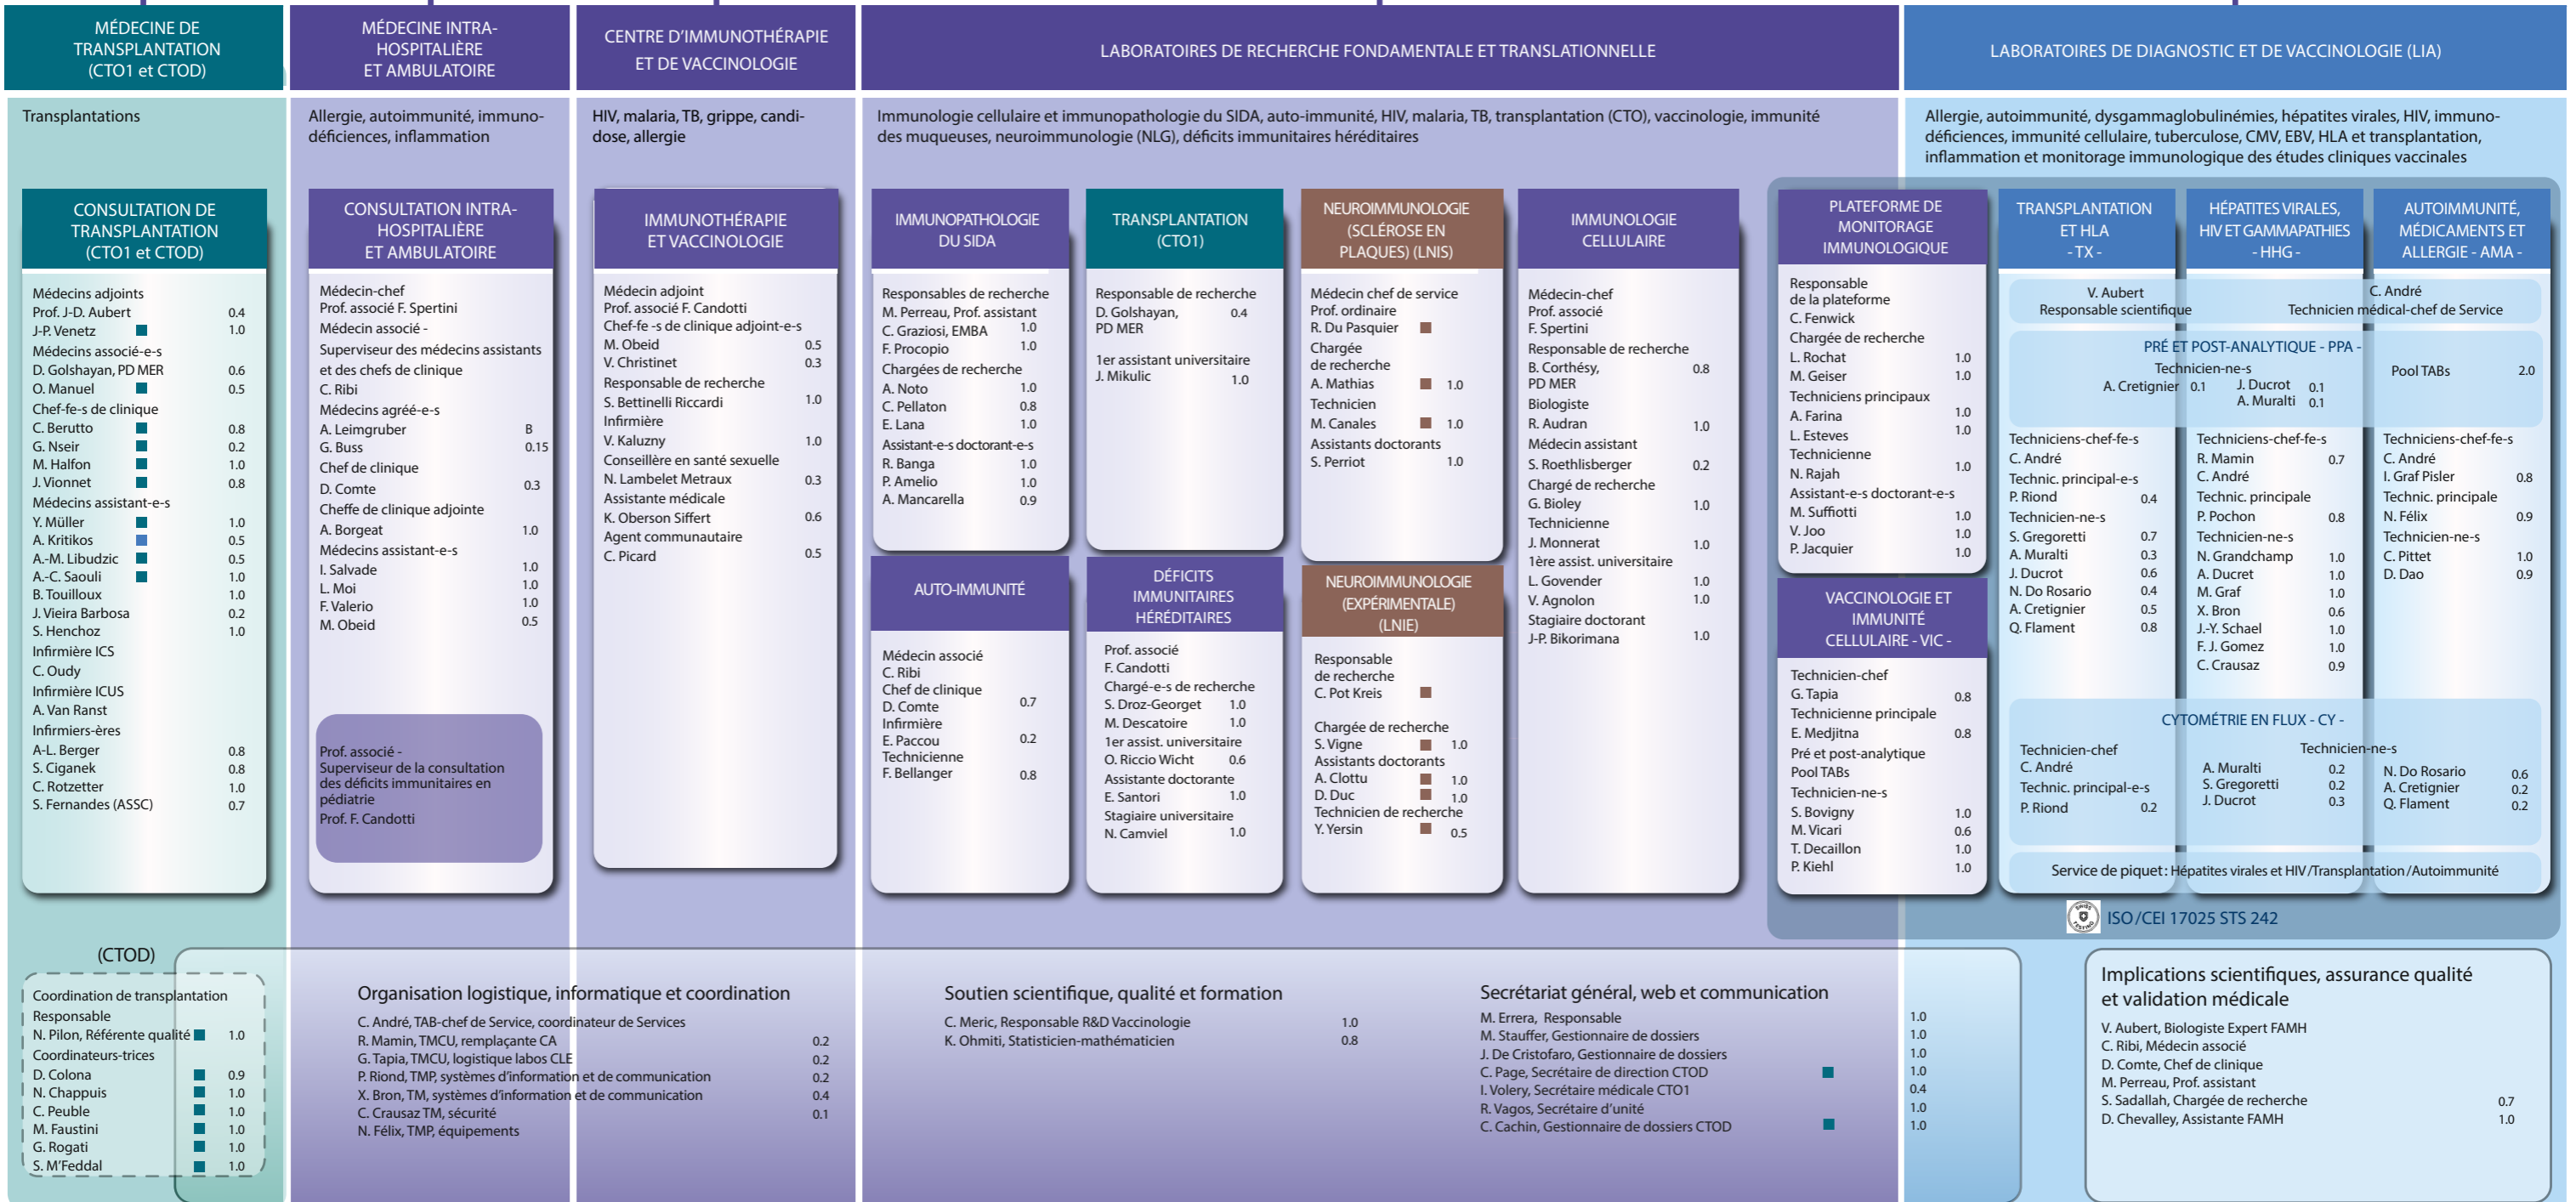 MÉDECINE DE
TRANSPLANTATION
(CTO1 et CTOD)
MÉDECINE INTRA-
HOSPITALIÈRE
ET AMBULATOIRE
CENTRE D'IMMUNOTHÉRAPIE
ET DE VACCINOLOGIE
LABORATOIRES DE RECHERCHE FONDAMENTALE ET TRANSLATIONNELLE
LABORATOIRES DE DIAGNOSTIC ET DE VACCINOLOGIE (LIA)
Transplantations
Allergie, autoimmunité, immuno-
déficiences, inflammation
HIV, malaria, TB, grippe, candi-
dose, allergie
Immunologie cellulaire et immunopathologie du SIDA, auto-immunité, HIV, malaria, TB, transplantation (CTO), vaccinologie, immunité
des muqueuses, neuroimmunologie (NLG), déficits immunitaires héréditaires
Allergie, autoimmunité, dysgammaglobulinémies, hépatites virales, HIV, immuno-
déficiences, immunité cellulaire, tuberculose, CMV, EBV, HLA et transplantation,
inflammation et monitorage immunologique des études cliniques vaccinales
CONSULTATION DE
TRANSPLANTATION
(CTO1 et CTOD)
Médecins adjoints
Prof. J-D. Aubert 0.4
J-P. Venetz 1.0
Médecins associé-e-s
D. Golshayan, PD MER 0.6
O. Manuel 0.5
Chef-fe-s de clinique
C. Berutto 0.8
G. Nseir 0.2
M. Halfon 1.0
J. Vionnet 0.8
Médecins assistant-e-s
Y. Müller 1.0
A. Kritikos 0.5
A.-M. Libudzic 0.5
A.-C. Saouli 1.0
B. Touilloux 1.0
J. Vieira Barbosa 0.2
S. Henchoz 1.0
Infirmière ICS
C. Oudy
Infirmière ICUS
A. Van Ranst
Infirmiers-ères
A-L. Berger 0.8
S. Ciganek 0.8
C. Rotzetter 1.0
S. Fernandes (ASSC) 0.7
CONSULTATION INTRA-
HOSPITALIÈRE
ET AMBULATOIRE
Médecin-chef
Prof. associé F. Spertini
Médecin associé -
Superviseur des médecins assistants
et des chefs de clinique
C. Ribi
Médecins agréé-e-s
A. Leimgruber B
G. Buss 0.15
Chef de clinique
D. Comte 0.3
Cheffe de clinique adjointe
A. Borgeat 1.0
Médecins assistant-e-s
I. Salvade 1.0
L. Moi 1.0
F. Valerio 1.0
M. Obeid 0.5
Prof. associé -
Superviseur de la consultation
des déficits immunitaires en
pédiatrie
Prof. F. Candotti
IMMUNOTHÉRAPIE
ET VACCINOLOGIE
Médecin adjoint
Prof. associé F. Candotti
Chef-fe -s de clinique adjoint-e-s
M. Obeid 0.5
V. Christinet 0.3
Responsable de recherche
S. Bettinelli Riccardi 1.0
Infirmière
V. Kaluzny 1.0
Conseillère en santé sexuelle
N. Lambelet Metraux 0.3
Assistante médicale
K. Oberson Siffert 0.6
Agent communautaire
C. Picard 0.5
IMMUNOPATHOLOGIE
DU SIDA
Responsables de recherche
M. Perreau, Prof. assistant
C. Graziosi, EMBA 1.0
F. Procopio 1.0
Chargées de recherche
A. Noto 1.0
C. Pellaton 0.8
E. Lana 1.0
Assistant-e-s doctorant-e-s
R. Banga 1.0
P. Amelio 1.0
A. Mancarella 0.9
AUTO-IMMUNITÉ
Médecin associé
C. Ribi
Chef de clinique
D. Comte 0.7
Infirmière
E. Paccou 0.2
Technicienne
F. Bellanger 0.8
TRANSPLANTATION
(CTO1)
Responsable de recherche
D. Golshayan, 0.4
PD MER
1er assistant universitaire
J. Mikulic 1.0
DÉFICITS
IMMUNITAIRES
HÉRÉDITAIRES
Prof. associé
F. Candotti
Chargé-e-s de recherche
S. Droz-Georget 1.0
M. Descatoire 1.0
1er assist. universitaire
O. Riccio Wicht 0.6
Assistante doctorante
E. Santori 1.0
Stagiaire universitaire
N. Camviel 1.0
NEUROIMMUNOLOGIE
(SCLÉROSE EN
PLAQUES) (LNIS)
Médecin chef de service
Prof. ordinaire
R. Du Pasquier
Chargée
de recherche
A. Mathias 1.0
Technicien
M. Canales 1.0
Assistants doctorants
S. Perriot 1.0
NEUROIMMUNOLOGIE
(EXPÉRIMENTALE)
(LNIE)
Responsable
de recherche
C. Pot Kreis
Chargée de recherche
S. Vigne 1.0
Assistants doctorants
A. Clottu 1.0
D. Duc 1.0
Technicien de recherche
Y. Yersin 0.5
IMMUNOLOGIE
CELLULAIRE
Médecin-chef
Prof. associé
F. Spertini
Responsable de recherche
B. Corthésy, 0.8
PD MER
Biologiste
R. Audran 1.0
Médecin assistant
S. Roethlisberger 0.2
Chargé de recherche
G. Bioley 1.0
Technicienne
J. Monnerat 1.0
1ère assist. universitaire
L. Govender 1.0
V. Agnolon 1.0
Stagiaire doctorant
J-P. Bikorimana 1.0
PLATEFORME DE
MONITORAGE
IMMUNOLOGIQUE
Responsable
de la plateforme
C. Fenwick
Chargée de recherche
L. Rochat 1.0
M. Geiser 1.0
Techniciens principaux
A. Farina 1.0
L. Esteves 1.0
Technicienne
N. Rajah 1.0
Assistant-e-s doctorant-e-s
M. Suffiotti 1.0
V. Joo 1.0
P. Jacquier 1.0
VACCINOLOGIE ET
IMMUNITÉ
CELLULAIRE - VIC -
Technicien-chef
G. Tapia 0.8
Technicienne principale
E. Medjitna 0.8
Pré et post-analytique
Pool TABs
Technicien-ne-s
S. Bovigny 1.0
M. Vicari 0.6
T. Decaillon 1.0
P. Kiehl 1.0
TRANSPLANTATION
ET HLA
- TX -
HÉPATITES VIRALES,
HIV ET GAMMAPATHIES
- HHG -
AUTOIMMUNITÉ,
MÉDICAMENTS ET
ALLERGIE - AMA -
V. Aubert
Responsable scientifique
C. André
Technicien médical-chef de Service
PRÉ ET POST-ANALYTIQUE - PPA -
Technicien-ne-s
A. Cretignier 0.1
J. Ducrot 0.1
A. Muralti 0.1
Pool TABs 2.0
Techniciens-chef-fe-s
C. André
Technic. principal-e-s
P. Riond 0.4
Technicien-ne-s
S. Gregoretti 0.7
A. Muralti 0.3
J. Ducrot 0.6
N. Do Rosario 0.4
A. Cretignier 0.5
Q. Flament 0.8
Techniciens-chef-fe-s
R. Mamin 0.7
C. André
Technic. principale
P. Pochon 0.8
Technicien-ne-s
N. Grandchamp 1.0
A. Ducret 1.0
M. Graf 1.0
X. Bron 0.6
J.-Y. Schael 1.0
F. J. Gomez 1.0
C. Crausaz 0.9
Techniciens-chef-fe-s
C. André
I. Graf Pisler 0.8
Technic. principale
N. Félix 0.9
Technicien-ne-s
C. Pittet 1.0
D. Dao 0.9
CYTOMÉTRIE EN FLUX - CY -
Technicien-chef
C. André
Technic. principal-e-s
P. Riond 0.2
Technicien-ne-s
A. Muralti 0.2
S. Gregoretti 0.2
J. Ducrot 0.3
N. Do Rosario 0.6
A. Cretignier 0.2
Q. Flament 0.2
Service de piquet : Hépatites virales et HIV/Transplantation/Autoimmunité
SWISS TESTING
ISO/CEI 17025 STS 242
(CTOD)
Coordination de transplantation
Responsable
N. Pilon, Référente qualité 1.0
Coordinateurs-trices
D. Colona 0.9
N. Chappuis 1.0
C. Peuble 1.0
M. Faustini 1.0
G. Rogati 1.0
S. M'Feddal 1.0
Organisation logistique, informatique et coordination
C. André, TAB-chef de Service, coordinateur de Services
R. Mamin, TMCU, remplaçante CA 0.2
G. Tapia, TMCU, logistique labos CLE 0.2
P. Riond, TMP, systèmes d'information et de communication 0.2
X. Bron, TM, systèmes d'information et de communication 0.4
C. Crausaz TM, sécurité 0.1
N. Félix, TMP, équipements
Soutien scientifique, qualité et formation
C. Meric, Responsable R&D Vaccinologie 1.0
K. Ohmiti, Statisticien-mathématicien 0.8
Secrétariat général, web et communication
M. Errera, Responsable 1.0
M. Stauffer, Gestionnaire de dossiers 1.0
J. De Cristofaro, Gestionnaire de dossiers 1.0
C. Page, Secrétaire de direction CTOD 1.0
I. Volery, Secrétaire médicale CTO1 0.4
R. Vagos, Secrétaire d'unité 1.0
C. Cachin, Gestionnaire de dossiers CTOD 1.0
Implications scientifiques, assurance qualité
et validation médicale
V. Aubert, Biologiste Expert FAMH
C. Ribi, Médecin associé
D. Comte, Chef de clinique
M. Perreau, Prof. assistant
S. Sadallah, Chargée de recherche 0.7
D. Chevalley, Assistante FAMH 1.0